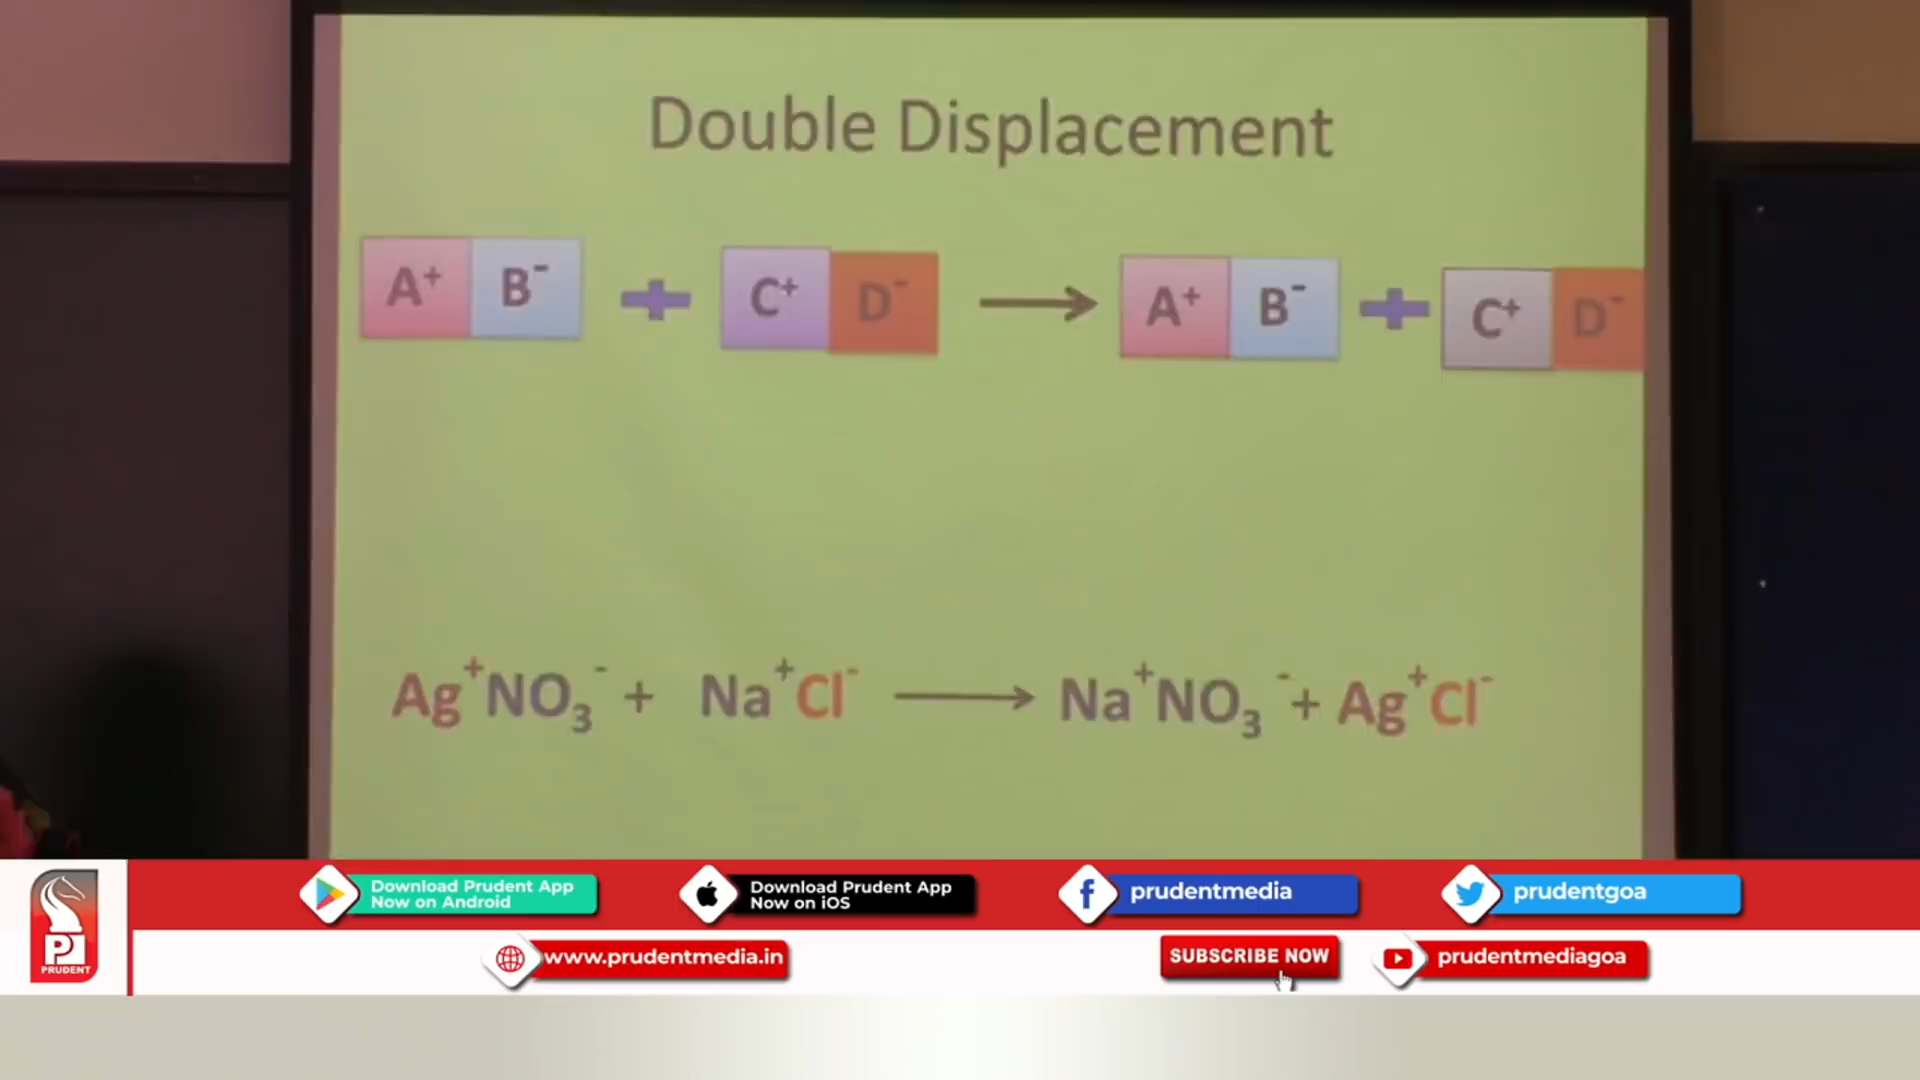 Double Displacement
A⁺ B⁻ + C⁺ D⁻ → A⁺ B⁻ + C⁺ D⁻
Ag⁺NO₃⁻ + Na⁺Cl⁻ → Na⁺NO₃⁻ + Ag⁺Cl⁻
Download Prudent App
Now on Android
Download Prudent App
Now on iOS
prudentmedia
prudentgoa
P
PRUDENT
www.prudentmedia.in
SUBSCRIBE NOW
prudentmediagoa